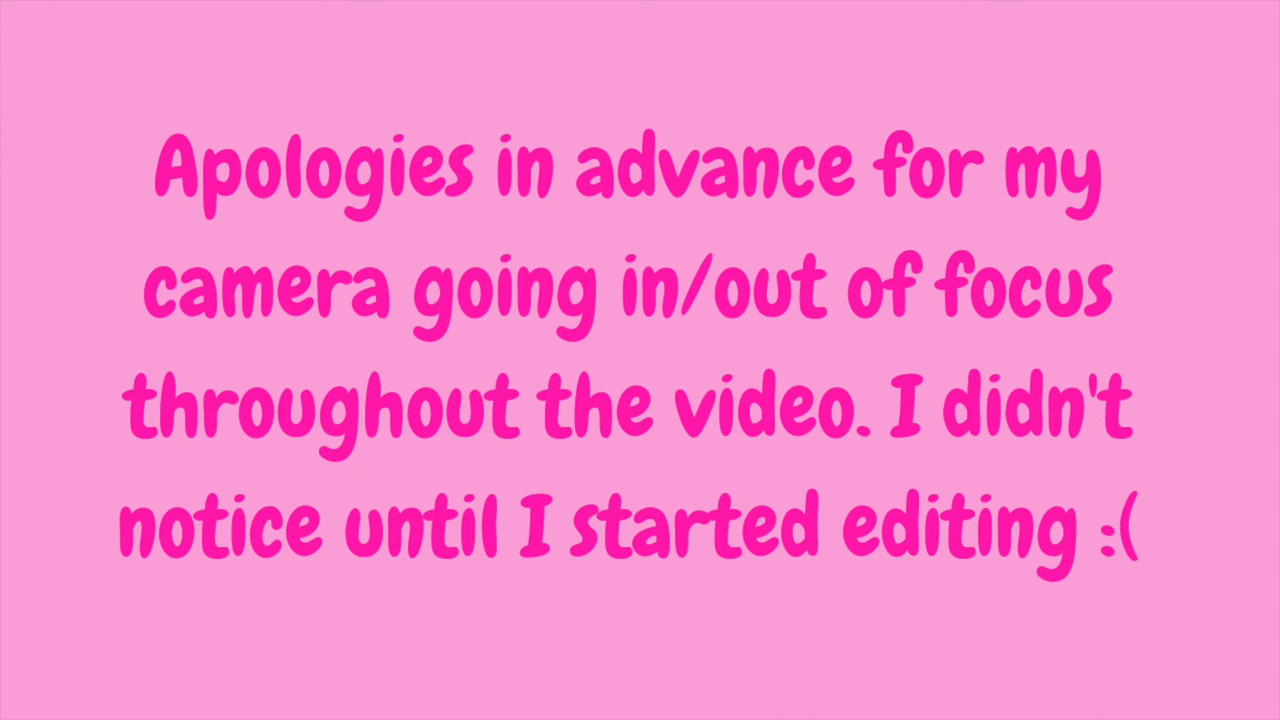 Apologies in advance for my
camera going in/out of focus
throughout the video. I didn't
notice until I started editing :(